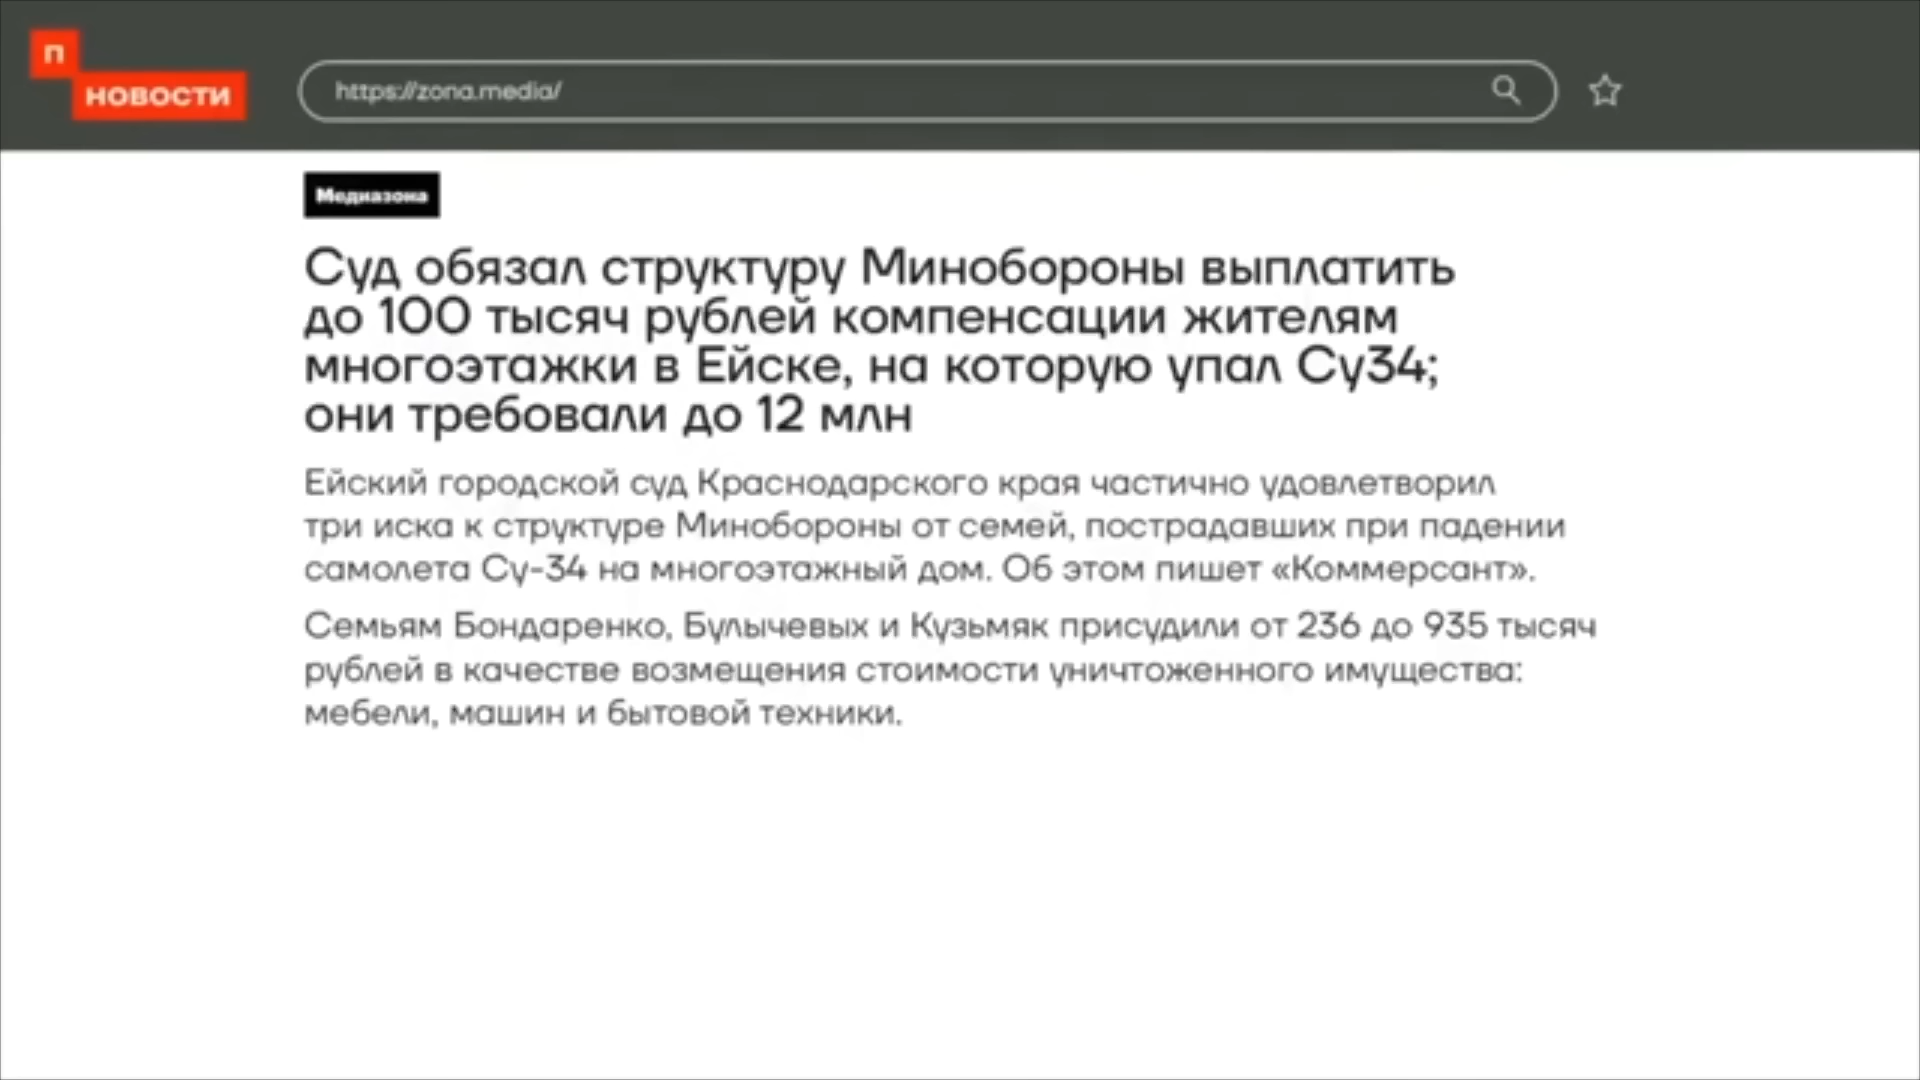 П
НОВОСТИ
https://zona.media/
Медиазона
Суд обязал структуру Минобороны выплатить
до 100 тысяч рублей компенсации жителям
многоэтажки в Ейске, на которую упал Су34;
они требовали до 12 млн
Ейский городской суд Краснодарского края частично удовлетворил
три иска к структуре Минобороны от семей, пострадавших при падении
самолета Су-34 на многоэтажный дом. Об этом пишет «Коммерсант».
Семьям Бондаренко, Булычевых и Кузьмяк присудили от 236 до 935 тысяч
рублей в качестве возмещения стоимости уничтоженного имущества:
мебели, машин и бытовой техники.